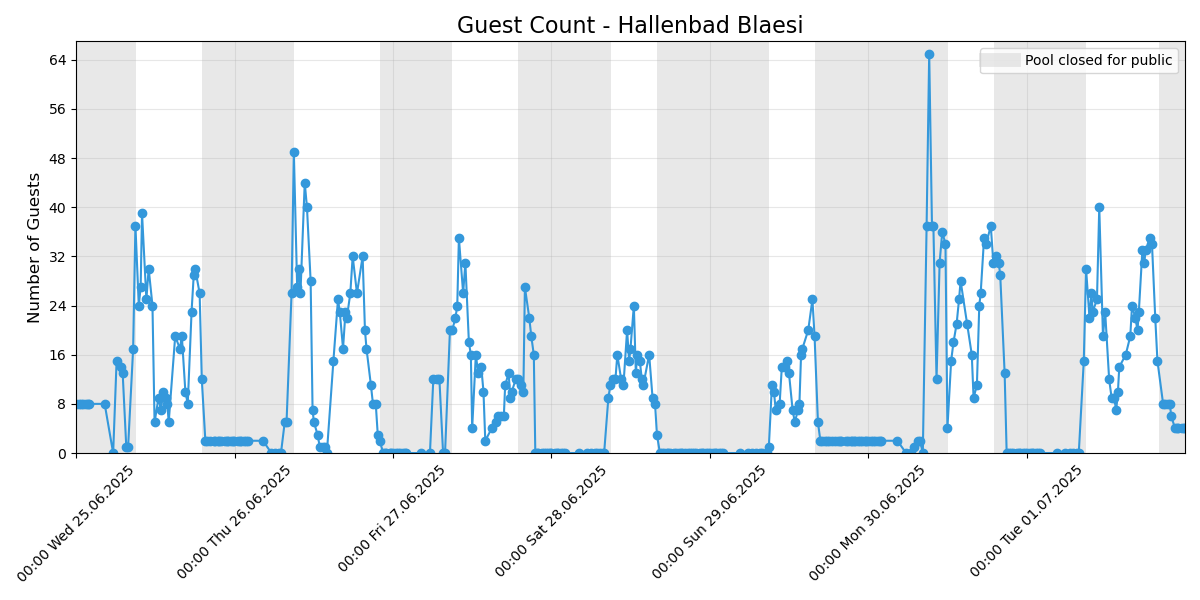 Guest Count - Hallenbad Blaesi
Pool closed for public
Number of Guests
64
56
48
40
32
24
16
8
0
00:00 Wed 25.06.2025
00:00 Thu 26.06.2025
00:00 Fri 27.06.2025
00:00 Sat 28.06.2025
00:00 Sun 29.06.2025
00:00 Mon 30.06.2025
00:00 Tue 01.07.2025